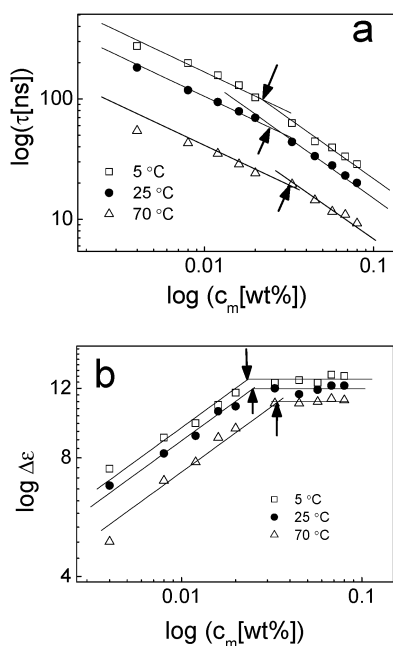 a
log(τ[ns])
100
10
□ 5 °C
● 25 °C
△ 70 °C
0.01 0.1
log (cm[wt%])
b
log Δε
12
8
4
□ 5 °C
● 25 °C
△ 70 °C
0.01 0.1
log (cm[wt%])